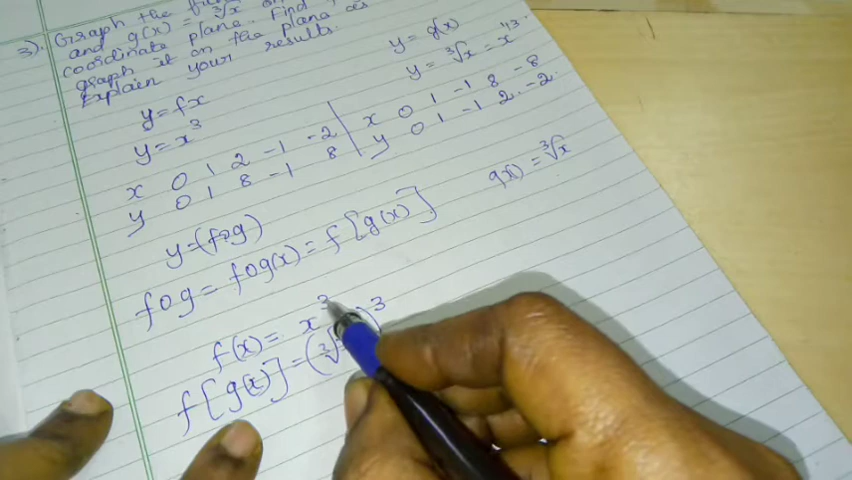 3). Graph the
and g(x) = ∛x
coordinate plane. Find
graph it on the plane as
Explain your results.
y = fx
y = x³
x 0 1 2 -1 -2
y 0 1 8 -1 8
y = g(x)
y = ∛x = x^1/3.
x 0 1 -1 8 -8
y 0 1 -1 2. -2.
y=(fog)
fog = fog(x) = f[g(x)]
g(x) = ∛x
f(x) = x³
f[g(x)] = (∛x)³